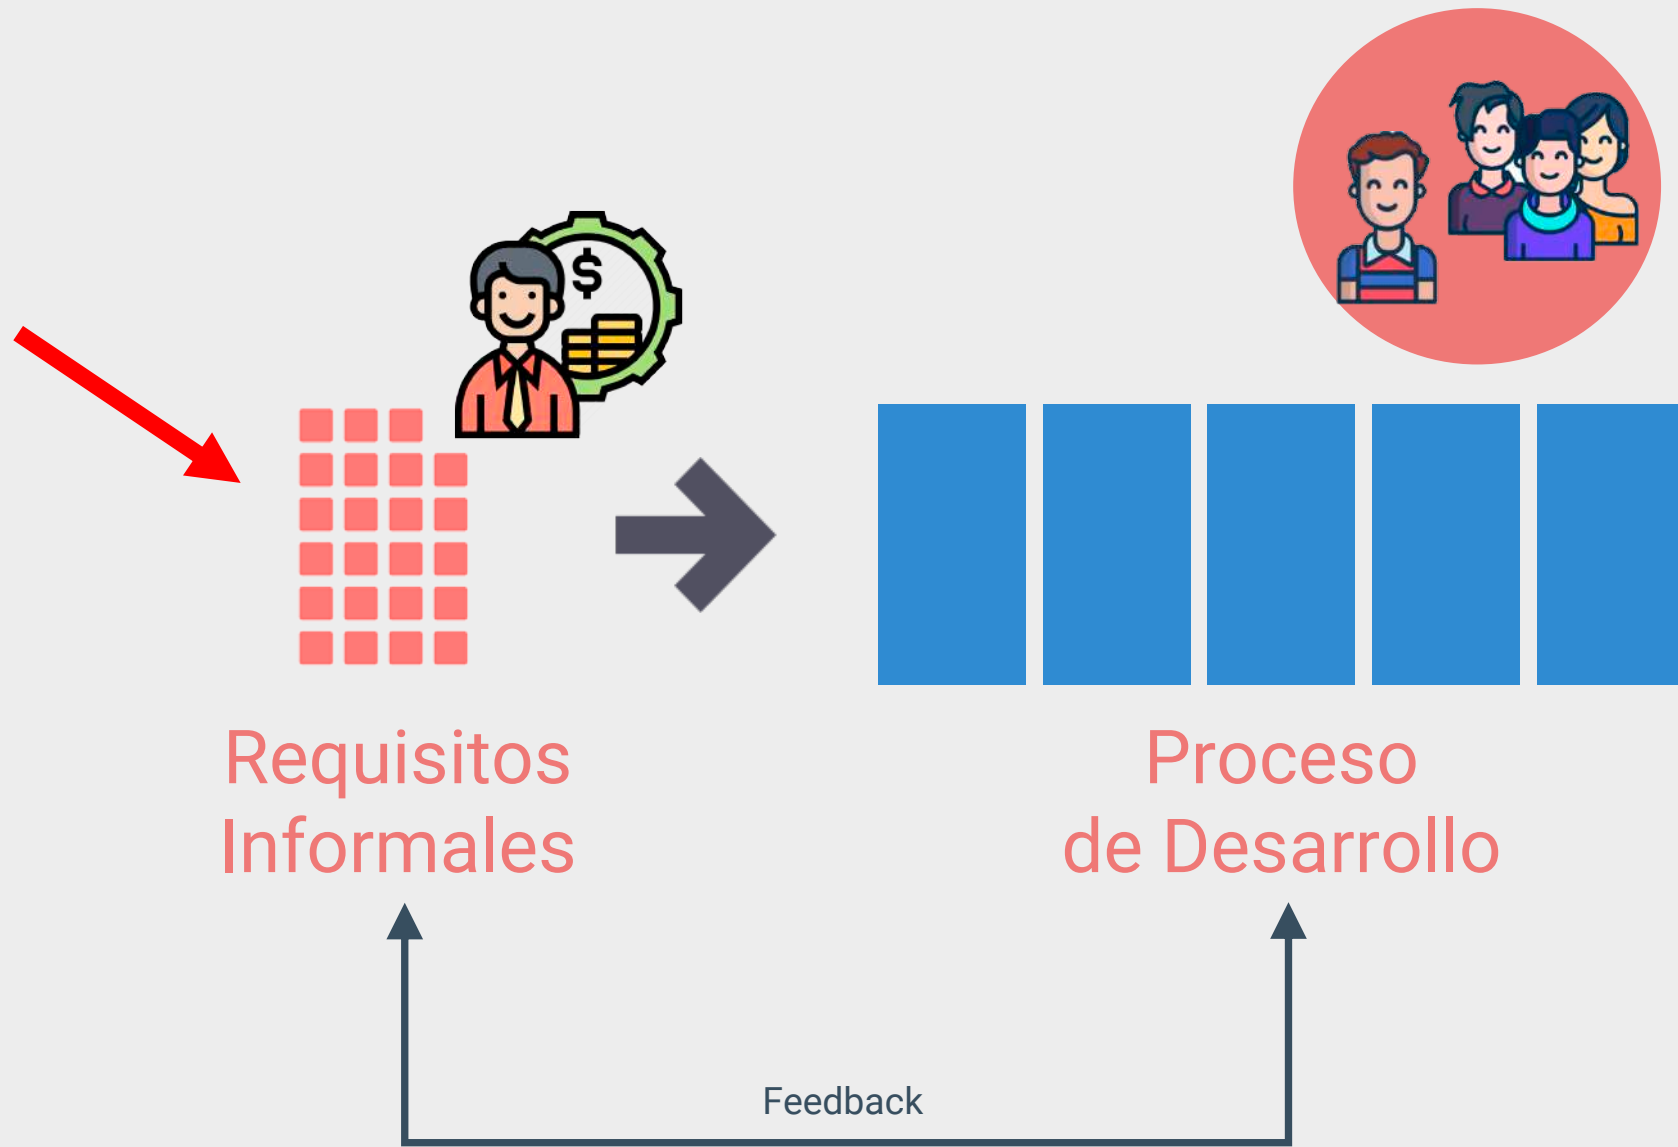 $
Requisitos
Informales
Proceso
de Desarrollo
Feedback